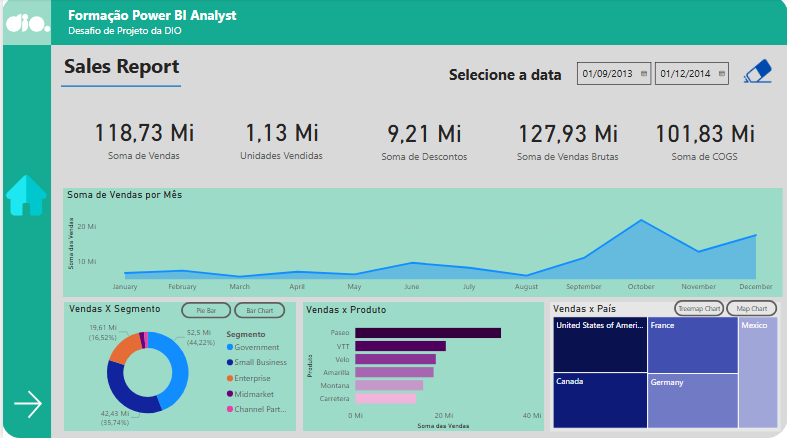 dio.
Formação Power BI Analyst
Desafio de Projeto da DIO
Sales Report
Selecione a data
01/09/2013
01/12/2014
118,73 Mi
Soma de Vendas
1,13 Mi
Unidades Vendidas
9,21 Mi
Soma de Descontos
127,93 Mi
Soma de Vendas Brutas
101,83 Mi
Soma de COGS
Soma de Vendas por Mês
Soma das Vendas
20 Mi
10 Mi
January
February
March
April
May
June
July
August
September
October
November
December
Vendas X Segmento
Pie Bar
Bar Chart
19,61 Mi
(16,52%)
52,5 Mi
(44,22%)
42,43 Mi
(35,74%)
Segmento
Government
Small Business
Enterprise
Midmarket
Channel Part...
Vendas x Produto
Produto
Paseo
VTT
Velo
Amarilla
Montana
Carretera
0 Mi
20 Mi
40 Mi
Soma das Vendas
Vendas x País
Treemap Chart
Map Chart
United States of Ameri...
France
Mexico
Canada
Germany